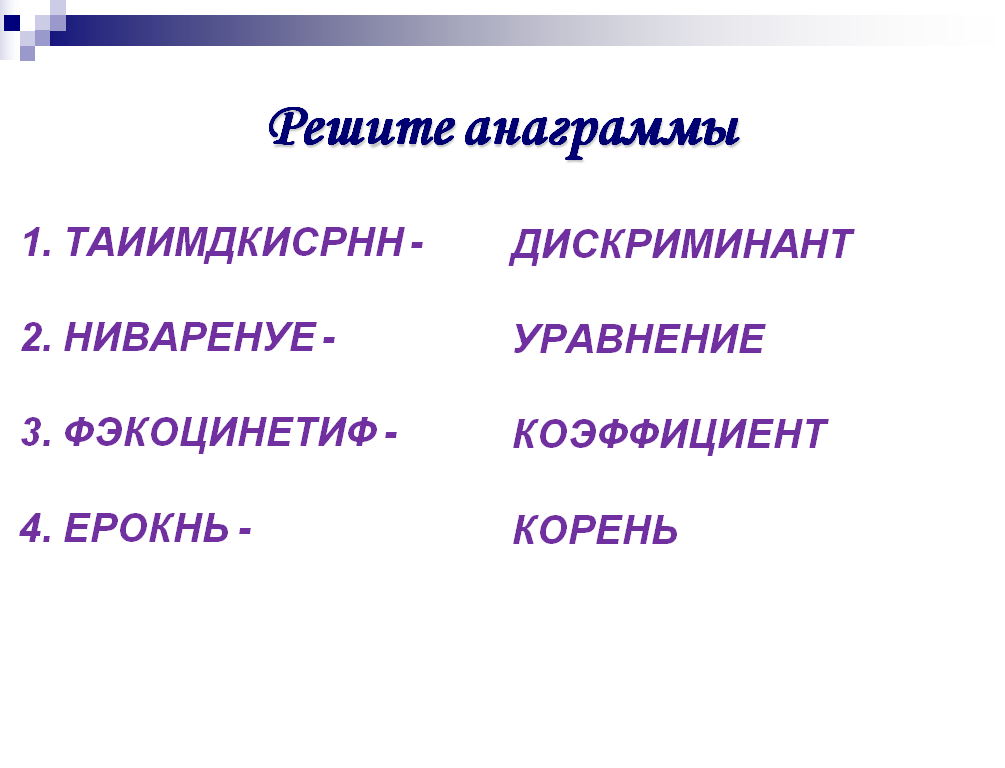 Решите анаграммы
1. ТАИИМДКИСРНН - ДИСКРИМИНАНТ
2. НИВАРЕНУЕ - УРАВНЕНИЕ
3. ФЭКОЦИНЕТИФ - КОЭФФИЦИЕНТ
4. ЕРОКНЬ - КОРЕНЬ